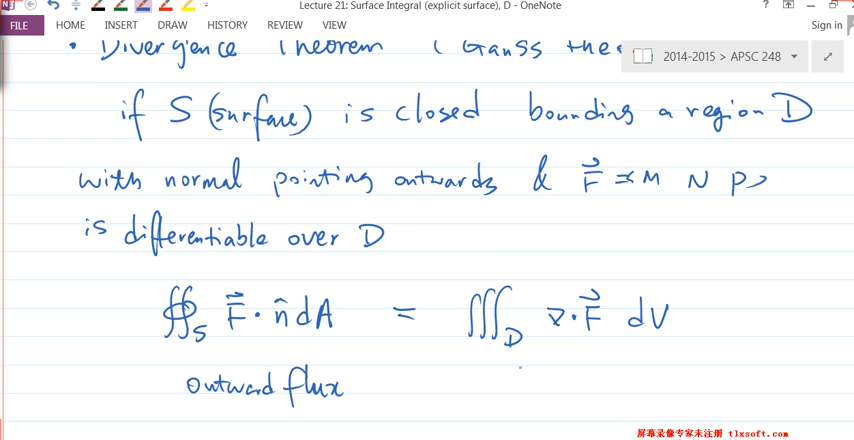 Lecture 21: Surface Integral (explicit surface), D - OneNote
FILE HOME INSERT DRAW HISTORY REVIEW VIEW Sign in
2014-2015 > APSC 248
• Divergence Theorem ( Gauss the
if S (surface) is closed bounding a region D
with normal pointing outwards & F⃗ = <M N P>
is differentiable over D
∯_S F⃗ · n̂ dA = ∭_D ∇ · F⃗ dV
outward flux
屏幕录像专家未注册 tlxsoft.com